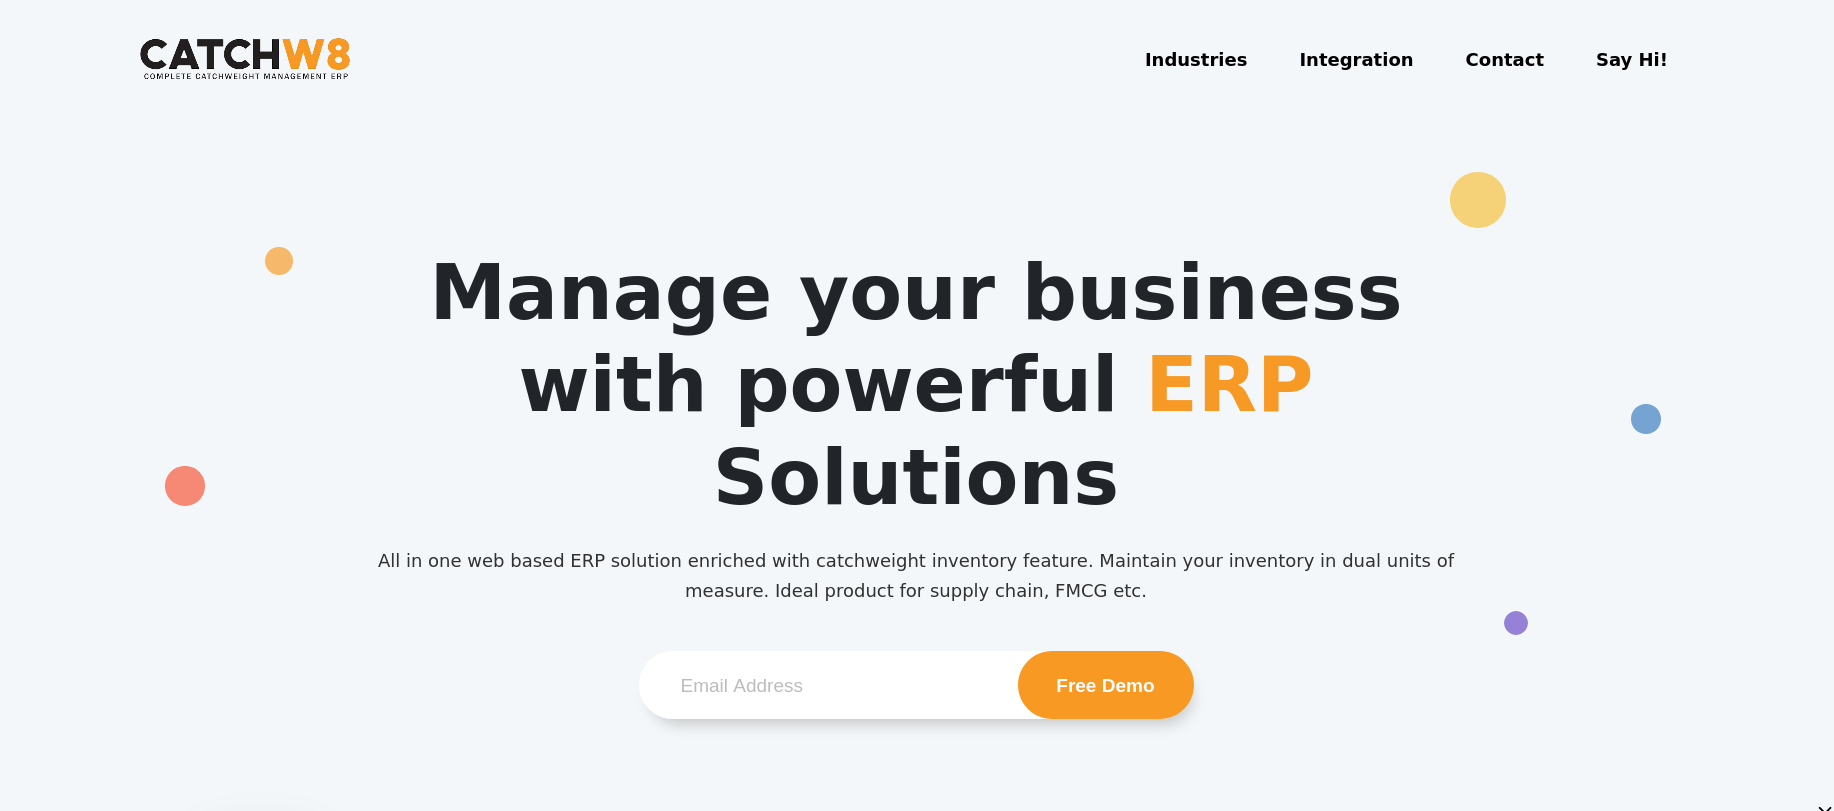 CATCHW8
COMPLETE CATCHWEIGHT MANAGEMENT ERP
Industries
Integration
Contact
Say Hi!
Manage your business
with powerful ERP
Solutions
All in one web based ERP solution enriched with catchweight inventory feature. Maintain your inventory in dual units of
measure. Ideal product for supply chain, FMCG etc.
Email Address
Free Demo